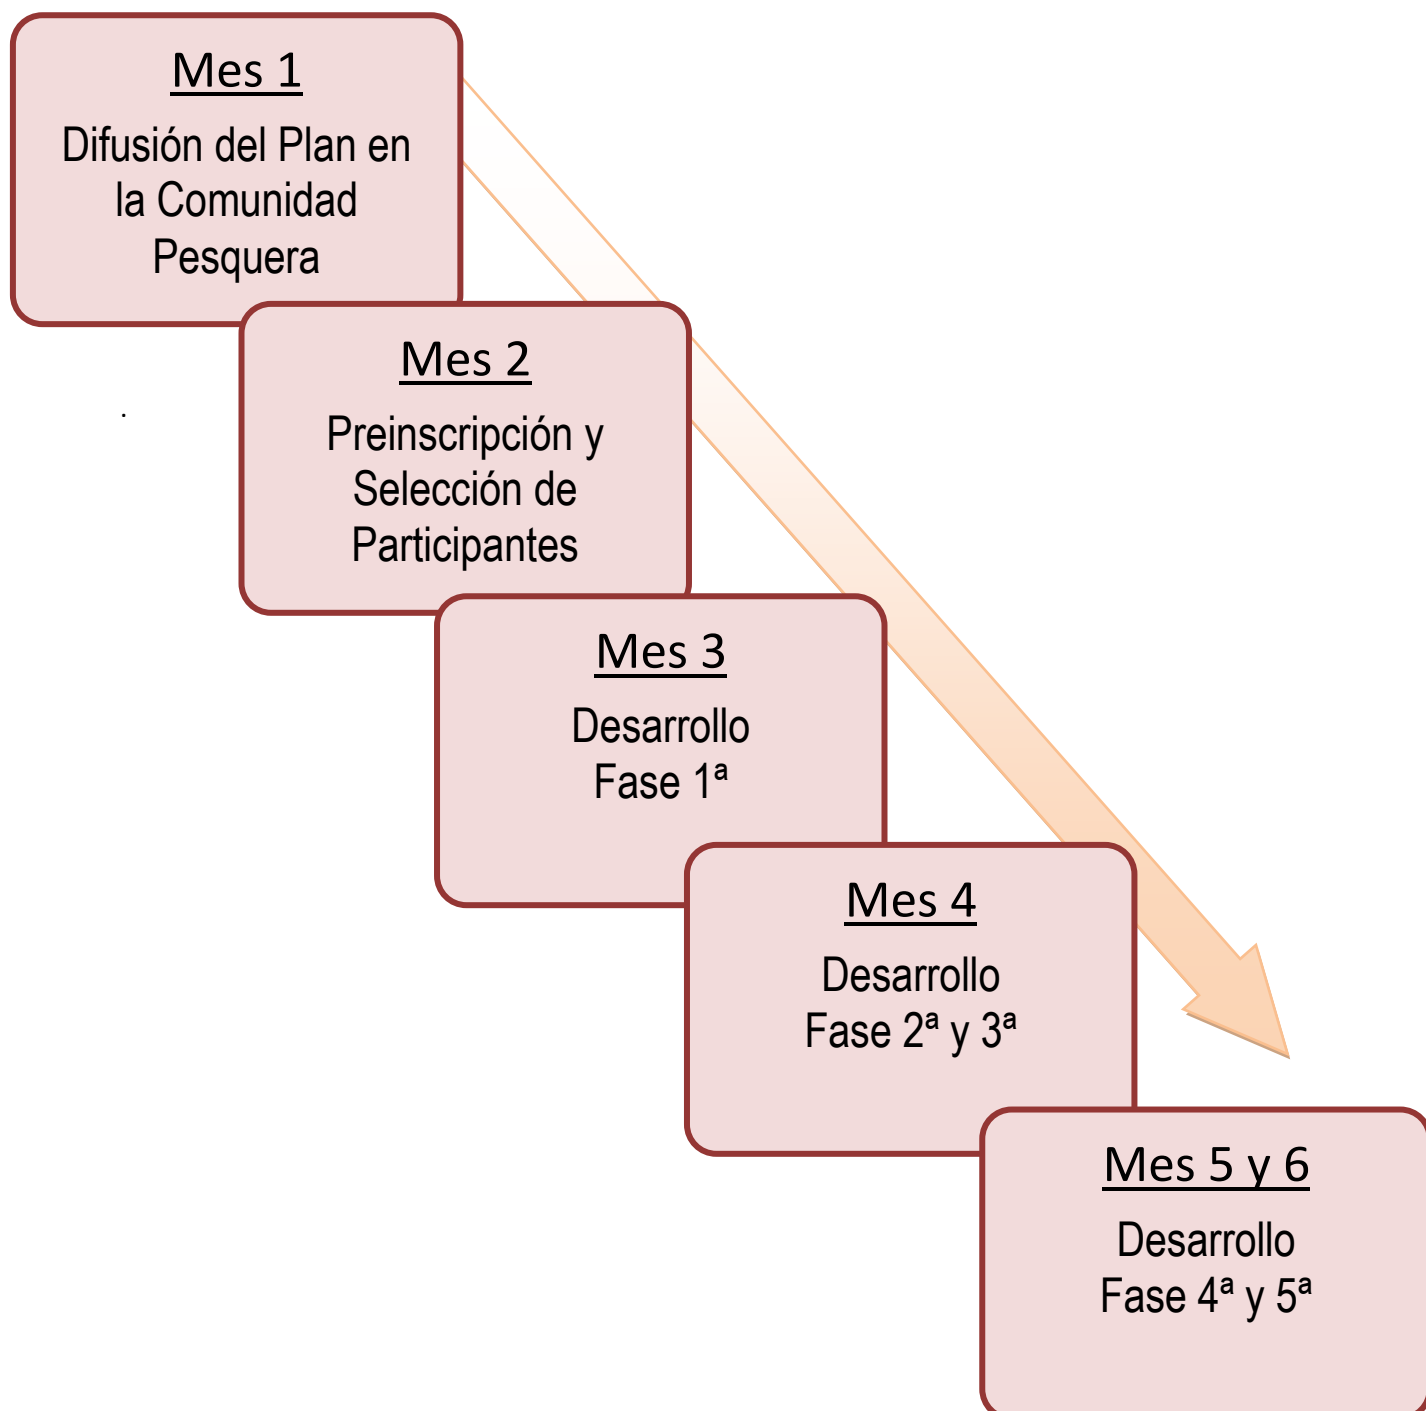 Mes 1
Difusión del Plan en
la Comunidad
Pesquera
Mes 2
.
Preinscripción y
Selección de
Participantes
Mes 3
Desarrollo
Fase 1ª
Mes 4
Desarrollo
Fase 2ª y 3ª
Mes 5 y 6
Desarrollo
Fase 4ª y 5ª